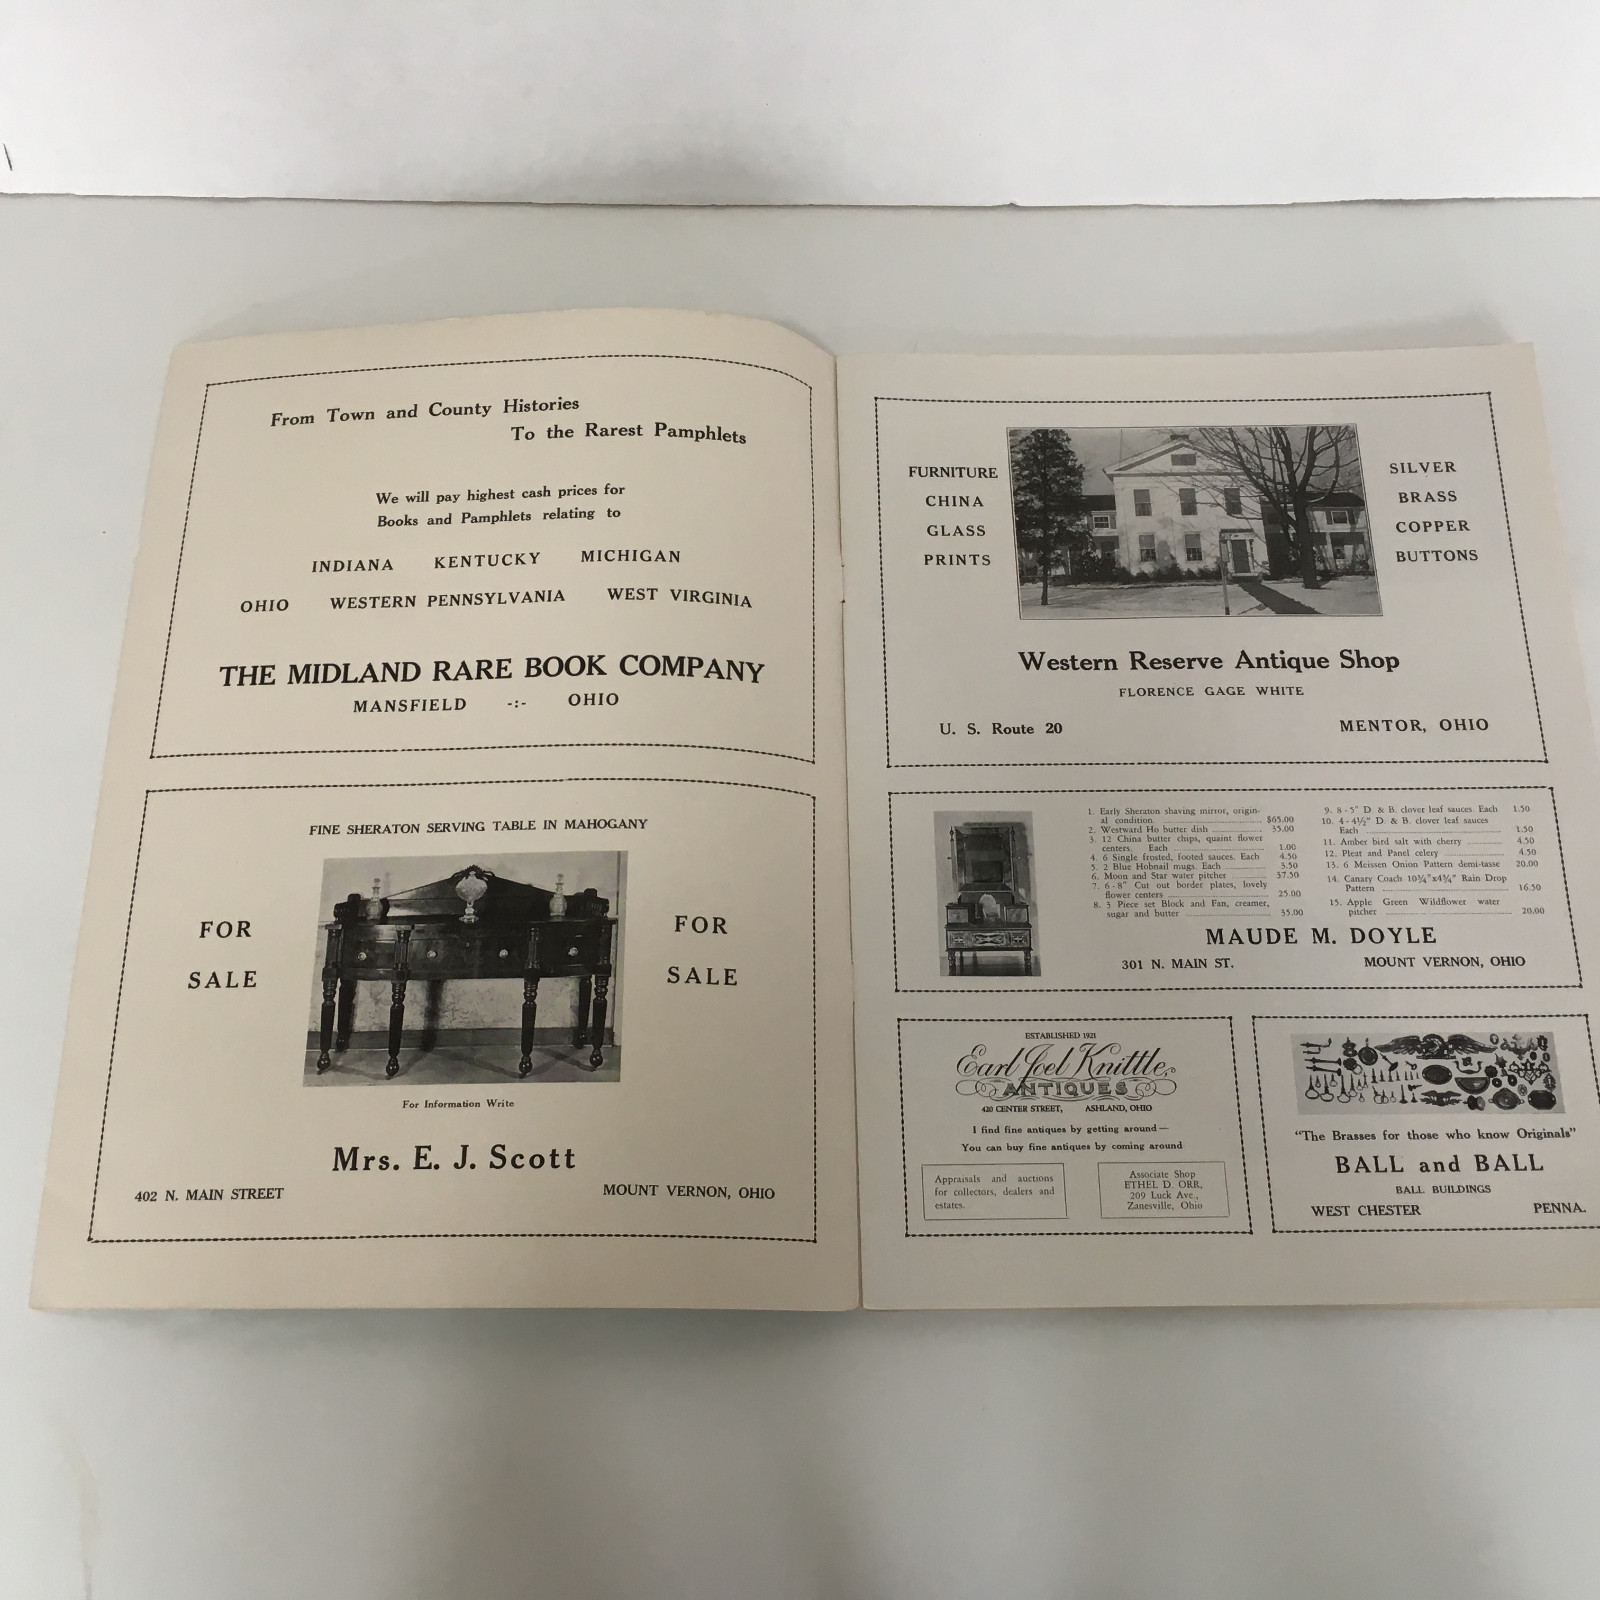 From Town and County Histories
To the Rarest Pamphlets
We will pay highest cash prices for
Books and Pamphlets relating to
INDIANA KENTUCKY MICHIGAN
OHIO WESTERN PENNSYLVANIA WEST VIRGINIA
THE MIDLAND RARE BOOK COMPANY
MANSFIELD -:- OHIO
FINE SHERATON SERVING TABLE IN MAHOGANY
FOR
SALE
FOR
SALE
For Information Write
Mrs. E. J. Scott
402 N. MAIN STREET MOUNT VERNON, OHIO
FURNITURE
CHINA
GLASS
PRINTS
SILVER
BRASS
COPPER
BUTTONS
Western Reserve Antique Shop
FLORENCE GAGE WHITE
U. S. Route 20 MENTOR, OHIO
1. Early Sheraton shaving mirror, origin-
al condition. $65.00
2. Westward Ho butter dish 35.00
3. 12 China butter chips, quaint flower
centers. Each 1.00
4. 6 Single frosted, footed sauces. Each 4.50
5. 2 Blue Hobnail mugs. Each 3.50
6. Moon and Star water pitcher 37.50
7. 6-8" Cut out border plates, lovely
flower centers 25.00
8. 3 Piece set Block and Fan, creamer,
sugar and butter 35.00
9. 8-5" D. & B. clover leaf sauces. Each 1.50
10. 4-4½" D. & B. clover leaf sauces
Each 1.50
11. Amber bird salt with cherry 4.50
12. Pleat and Panel celery 4.50
13. 6 Meissen Onion Pattern demi-tasse 20.00
14. Canary Coach 10¾"x4¾" Rain Drop
Pattern 16.50
15. Apple Green Wildflower water
pitcher 20.00
MAUDE M. DOYLE
301 N. MAIN ST. MOUNT VERNON, OHIO
ESTABLISHED 1921
Earl Joel Knittle
ANTIQUES
420 CENTER STREET, ASHLAND, OHIO
I find fine antiques by getting around—
You can buy fine antiques by coming around
Appraisals and auctions
for collectors, dealers and
estates.
Associate Shop
ETHEL D. ORR,
209 Luck Ave.,
Zanesville, Ohio
"The Brasses for those who know Originals"
BALL and BALL
BALL BUILDINGS
WEST CHESTER PENNA.